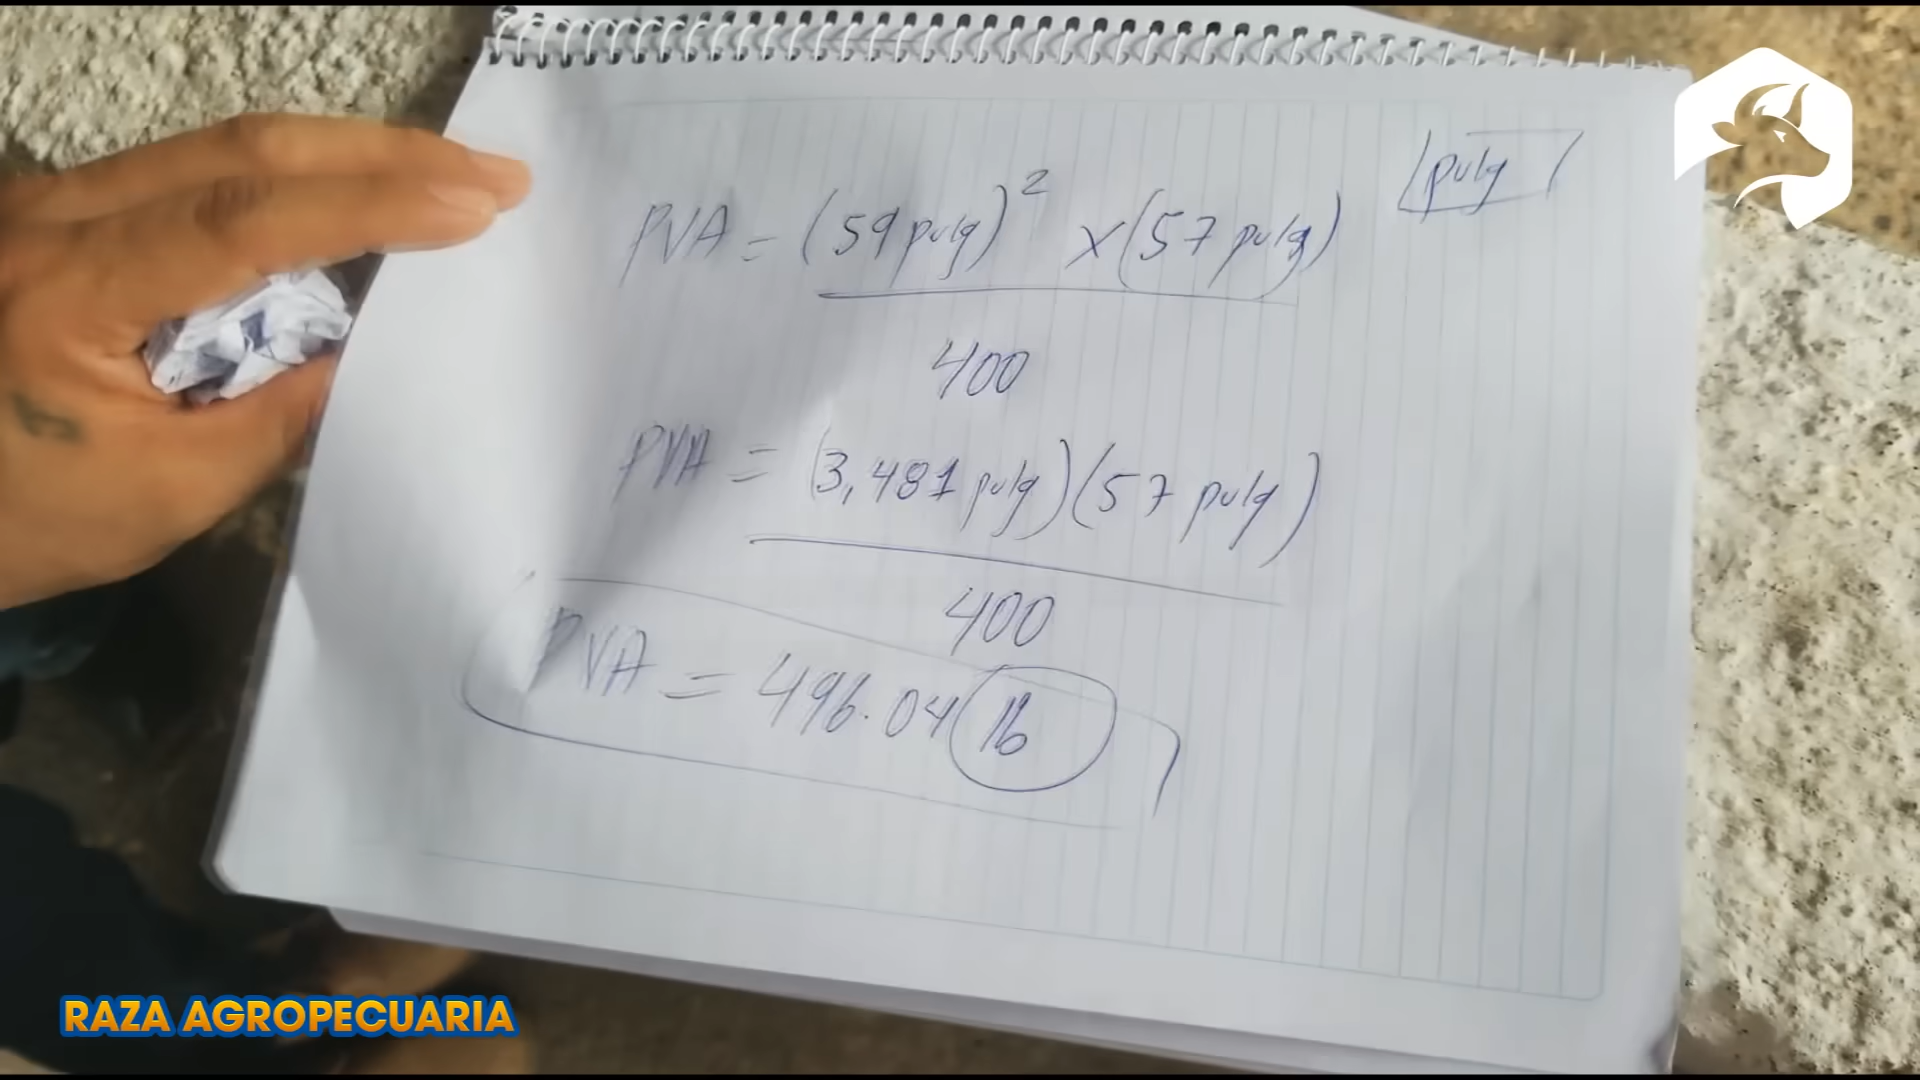 [pulg]
PVA = (59 pulg)² x (57 pulg)
400
PVA = (3,481 pulg)(57 pulg)
400
PVA = 496.04 lb
RAZA AGROPECUARIA